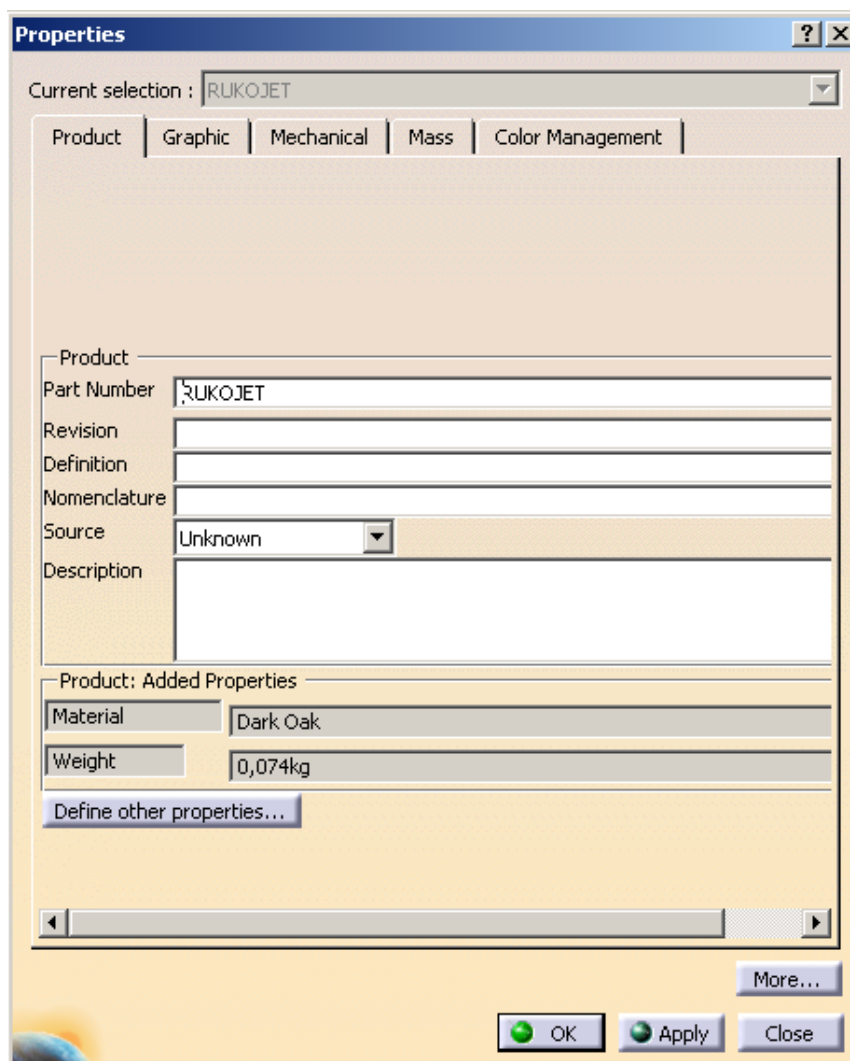 Properties
Current selection : RUKOJET
Product Graphic Mechanical Mass Color Management
Product
Part Number RUKOJET
Revision
Definition
Nomenclature
Source Unknown
Description
Product: Added Properties
Material Dark Oak
Weight 0,074kg
Define other properties...
More...
OK Apply Close